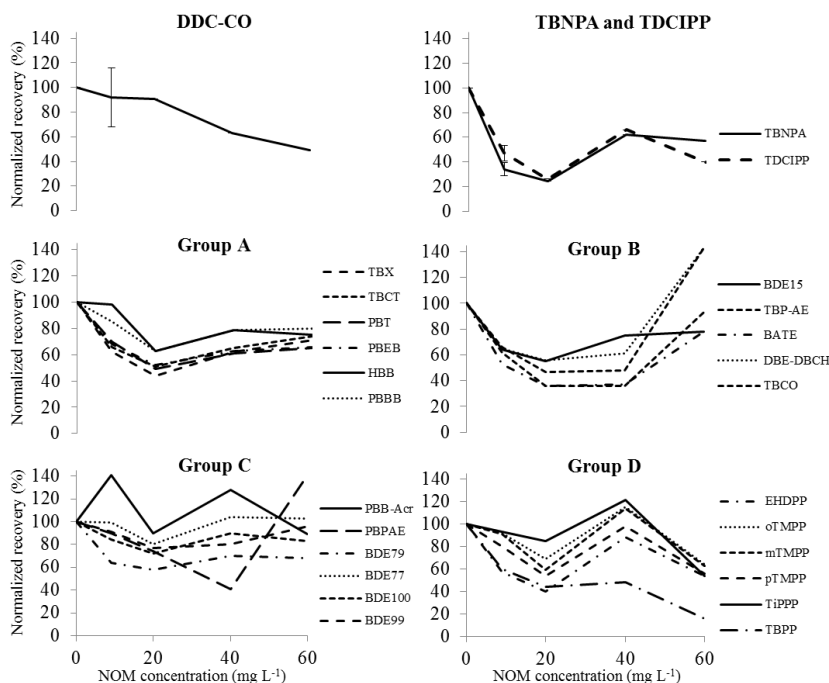 DDC-CO
Normalized recovery (%)
140
120
100
80
60
40
20
0
TBNPA and TDCIPP
140
120
100
80
60
40
20
0
TBNPA
TDCIPP
Group A
Normalized recovery (%)
140
120
100
80
60
40
20
0
TBX
TBCT
PBT
PBEB
HBB
PBBB
Group B
140
120
100
80
60
40
20
0
BDE15
TBP-AE
BATE
DBE-DBCH
TBCO
Group C
Normalized recovery (%)
140
120
100
80
60
40
20
0
0 20 40 60
NOM concentration (mg L⁻¹)
PBB-Acr
PBPAE
BDE79
BDE77
BDE100
BDE99
Group D
140
120
100
80
60
40
20
0
0 20 40 60
NOM concentration (mg L⁻¹)
EHDPP
oTMPP
mTMPP
pTMPP
TiPPP
TBPP